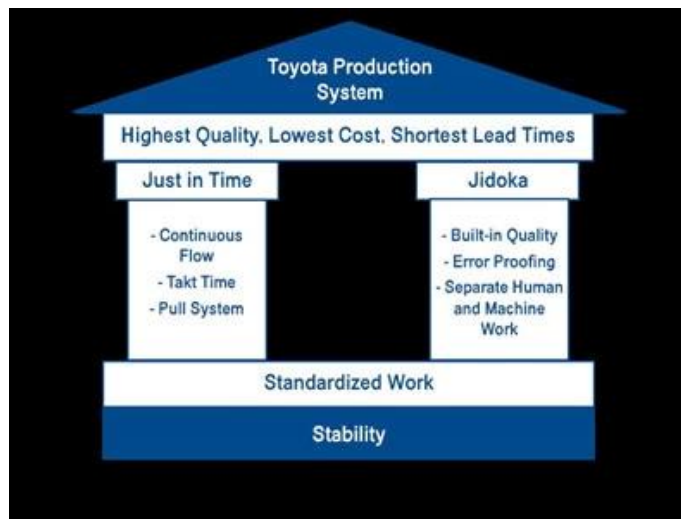 Toyota Production
System
Highest Quality, Lowest Cost, Shortest Lead Times
Just in Time
- Continuous
Flow
- Takt Time
- Pull System
Jidoka
- Built-in Quality
- Error Proofing
- Separate Human
and Machine
Work
Standardized Work
Stability